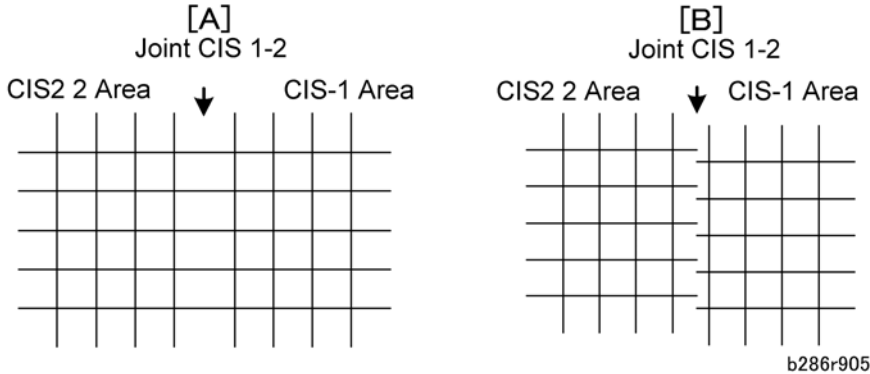 [A]
Joint CIS 1-2
CIS2 2 Area
CIS-1 Area
[B]
Joint CIS 1-2
CIS2 2 Area
CIS-1 Area
b286r905